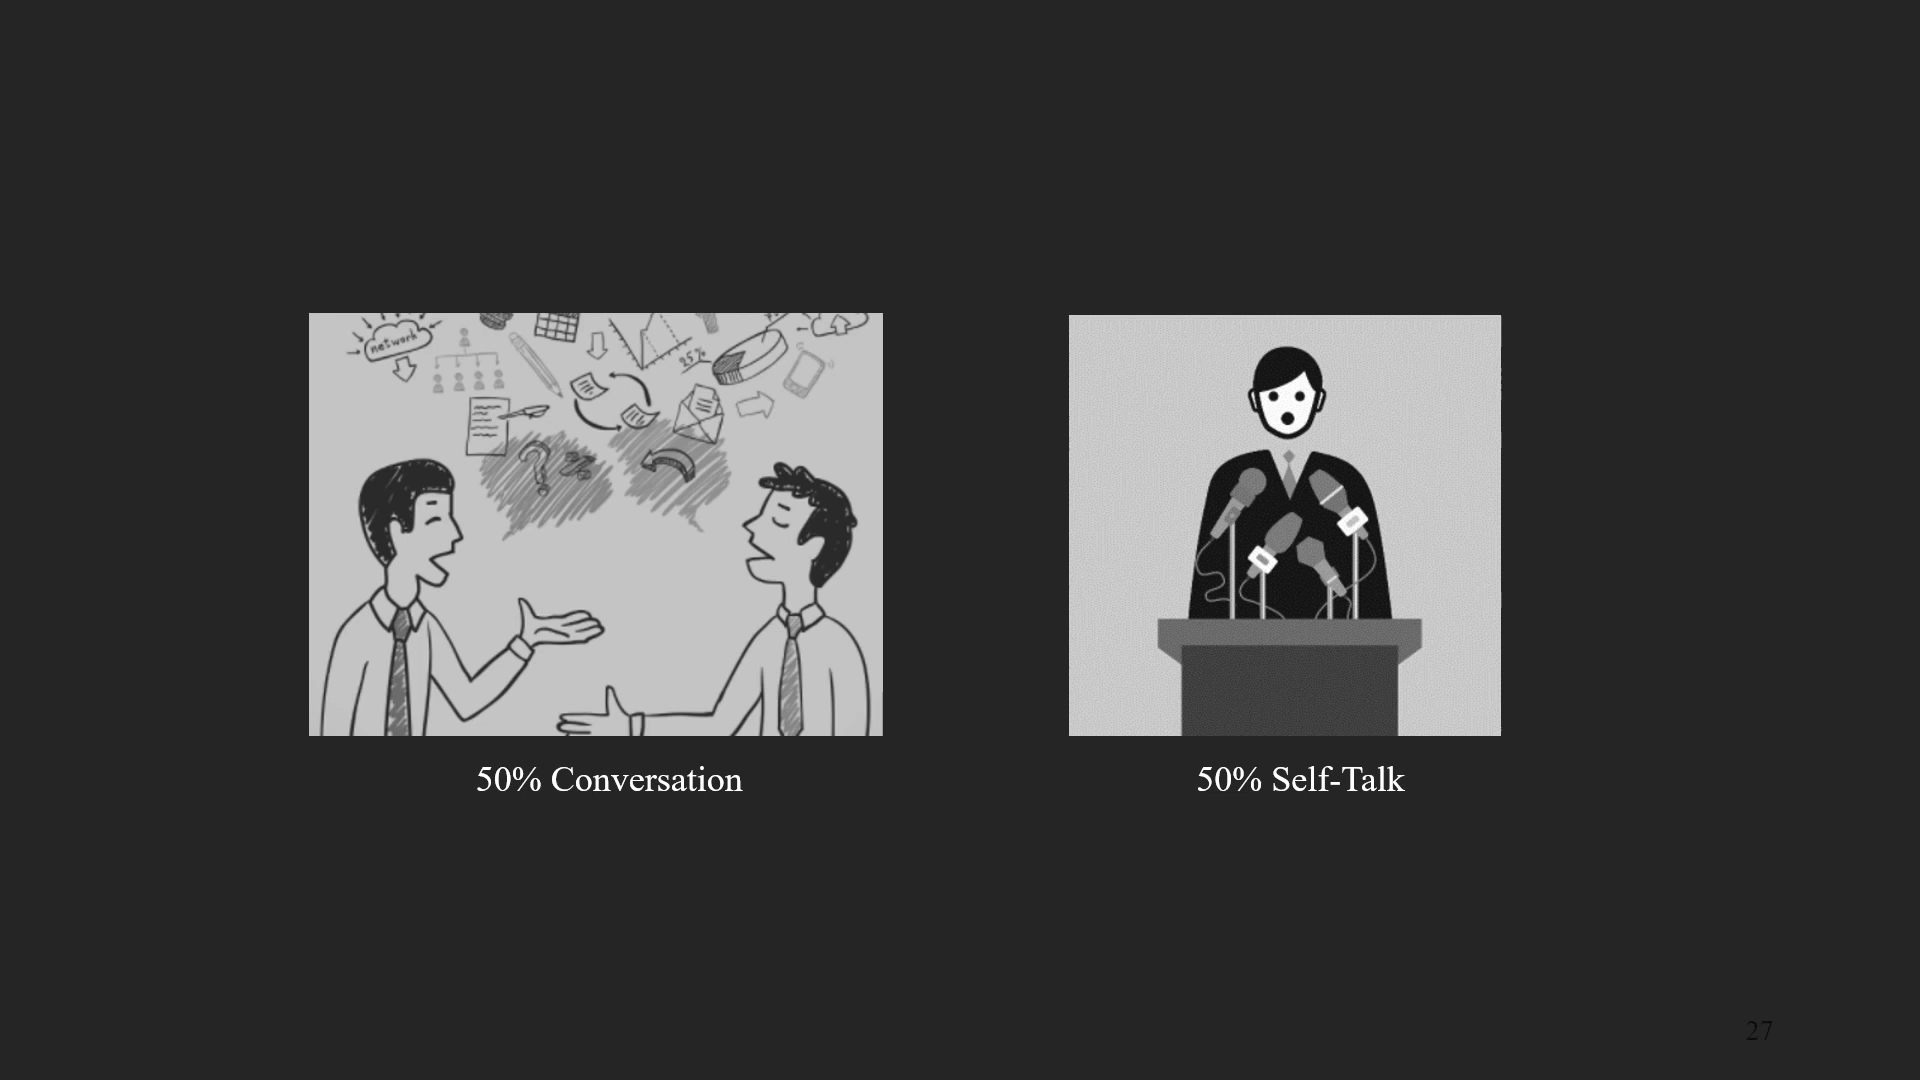 network
25%
?
%
50% Conversation
50% Self-Talk
27